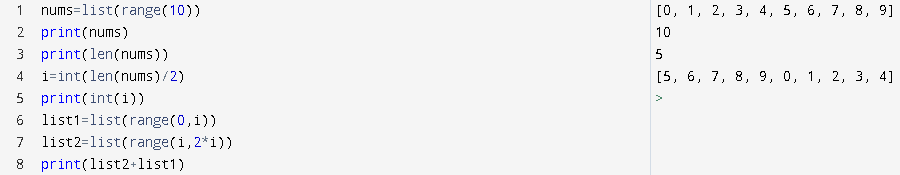 1 nums=list(range(10))
2 print(nums)
3 print(len(nums))
4 i=int(len(nums)/2)
5 print(int(i))
6 list1=list(range(0,i))
7 list2=list(range(i,2*i))
8 print(list2+list1)
[0, 1, 2, 3, 4, 5, 6, 7, 8, 9]
10
5
[5, 6, 7, 8, 9, 0, 1, 2, 3, 4]
>